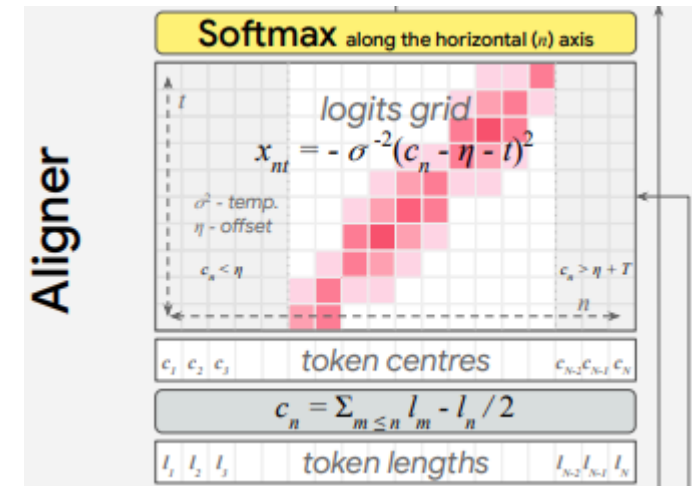 Softmax along the horizontal (n) axis
t
logits grid
x_nt = - σ^-2(c_n - η - t)^2
σ² - temp.
η - offset
c_n < η
c_n > η + T
n
Aligner
c_1 c_2 c_3 token centres c_N-2 c_N-1 c_N
c_n = Σ_m ≤ n l_m - l_n / 2
l_1 l_2 l_3 token lengths l_N-2 l_N-1 l_N